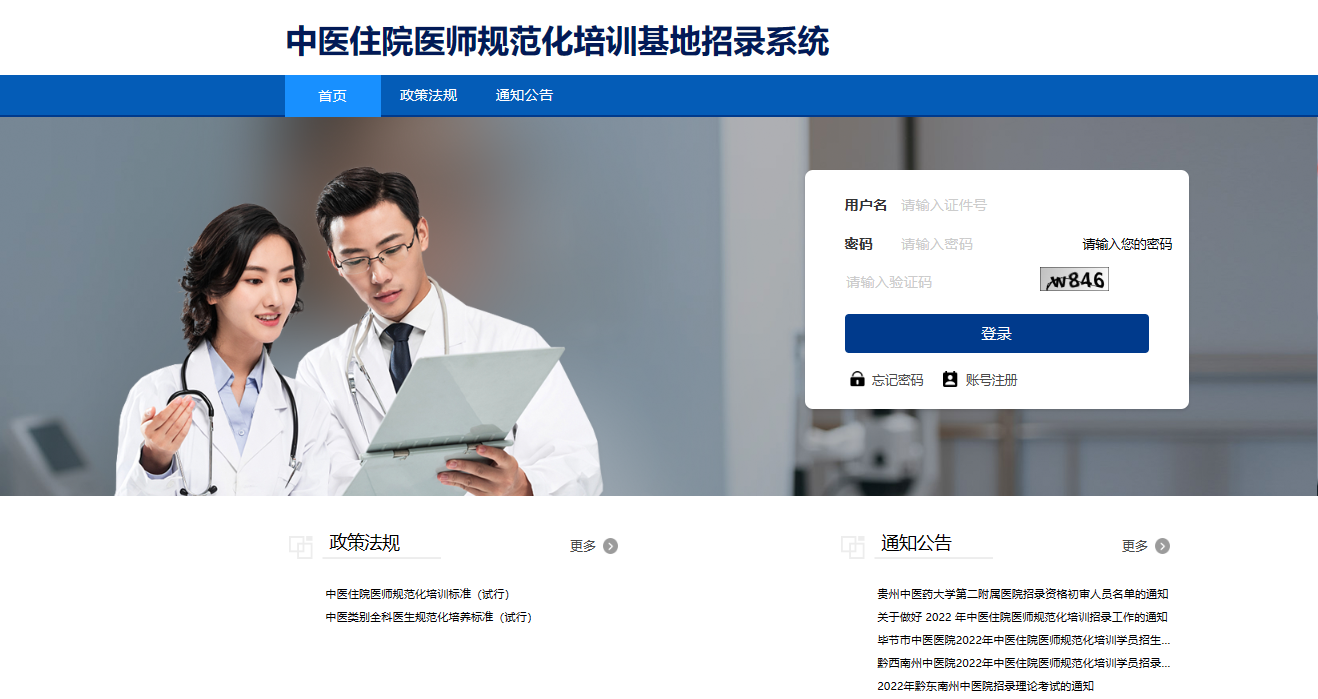 中医住院医师规范化培训基地招录系统
首页 政策法规 通知公告
用户名 请输入证件号
密码 请输入密码 请输入您的密码
请输入验证码 w846
登录
忘记密码 账号注册
政策法规 更多
中医住院医师规范化培训标准（试行）
中医类别全科医生规范化培养标准（试行）
通知公告 更多
贵州中医药大学第二附属医院招录资格初审人员名单的通知
关于做好 2022 年中医住院医师规范化培训招录工作的通知
毕节市中医医院2022年中医住院医师规范化培训学员招生...
黔西南州中医院2022年中医住院医师规范化培训学员招录...
2022年黔东南州中医院招录理论考试的通知